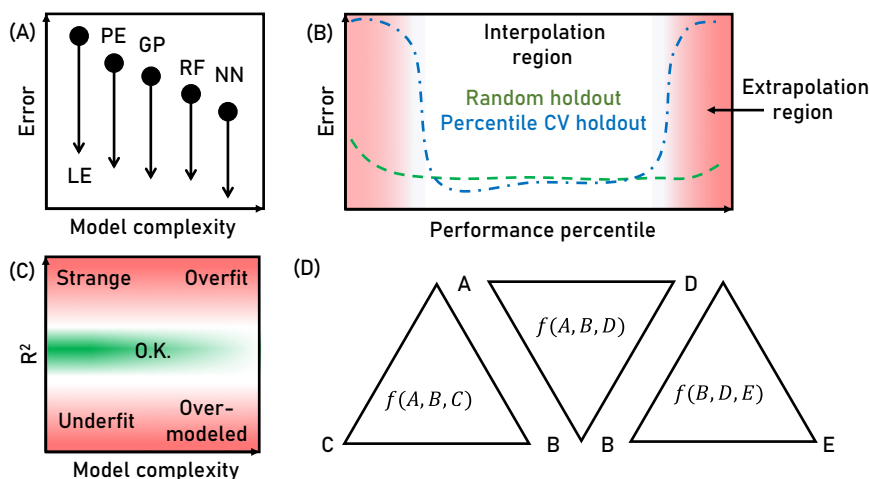 (A)
Error
PE
GP
RF
NN
LE
Model complexity
(B)
Error
Interpolation
region
Random holdout
Percentile CV holdout
Extrapolation
region
Performance percentile
(C)
R²
Strange
Overfit
O.K.
Underfit
Over-
modeled
Model complexity
(D)
A
D
f(A, B, D)
f(A, B, C)
f(B, D, E)
C
B
B
E